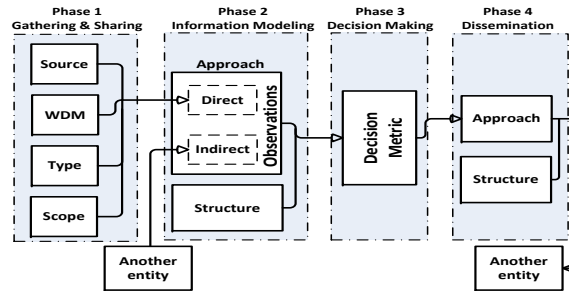 Phase 1
Gathering & Sharing
Source
WDM
Type
Scope
Another
entity
Phase 2
Information Modeling
Approach
Direct
Indirect
Observations
Structure
Phase 3
Decision Making
Decision
Metric
Phase 4
Dissemination
Approach
Structure
Another
entity